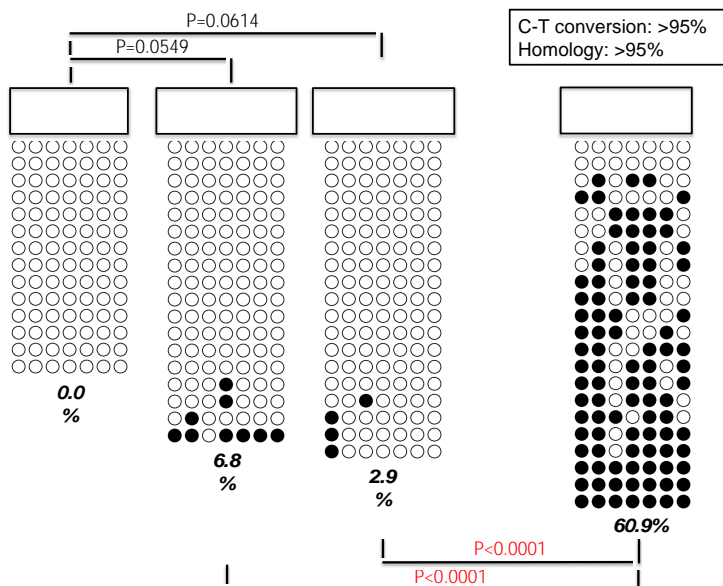 P=0.0614
P=0.0549
C-T conversion: >95%
Homology: >95%
0.0
%
6.8
%
2.9
%
60.9%
P<0.0001
P<0.0001